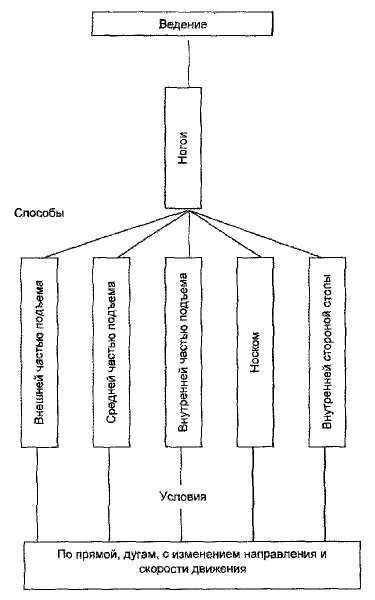 Ведение
Ногой
Способы
Внешней частью подъема
Средней частью подъема
Внутренней частью подъема
Носком
Внутренней стороной стопы
Условия
По прямой, дугам, с изменением направления и
скорости движения